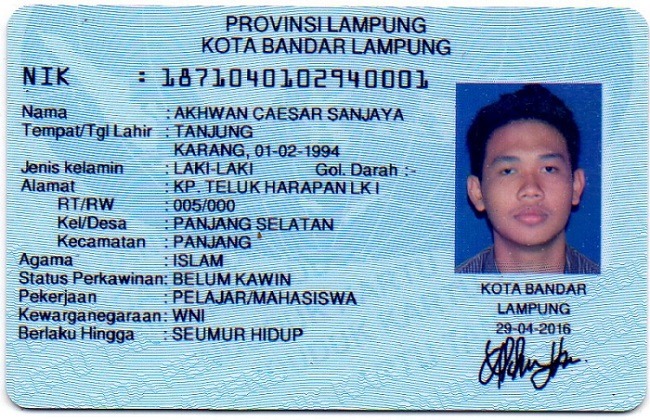 PROVINSI LAMPUNG
KOTA BANDAR LAMPUNG
NIK : 1871040102940001
Nama : AKHWAN CAESAR SANJAYA
Tempat/Tgl Lahir : TANJUNG
KARANG, 01-02-1994
Jenis kelamin : LAKI-LAKI Gol. Darah :-
Alamat : KP. TELUK HARAPAN LK I
RT/RW : 005/000
Kel/Desa : PANJANG SELATAN
Kecamatan : PANJANG
Agama : ISLAM
Status Perkawinan: BELUM KAWIN
Pekerjaan : PELAJAR/MAHASISWA
Kewarganegaraan: WNI
Berlaku Hingga : SEUMUR HIDUP
KOTA BANDAR
LAMPUNG
29-04-2016